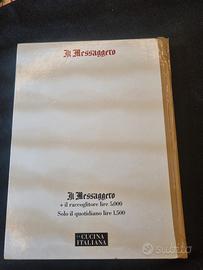 Il Messaggero
Il Messaggero
+ il raccoglitore lire 5.000
Solo il quotidiano lire 1.500
LA CUCINA
ITALIANA
subito